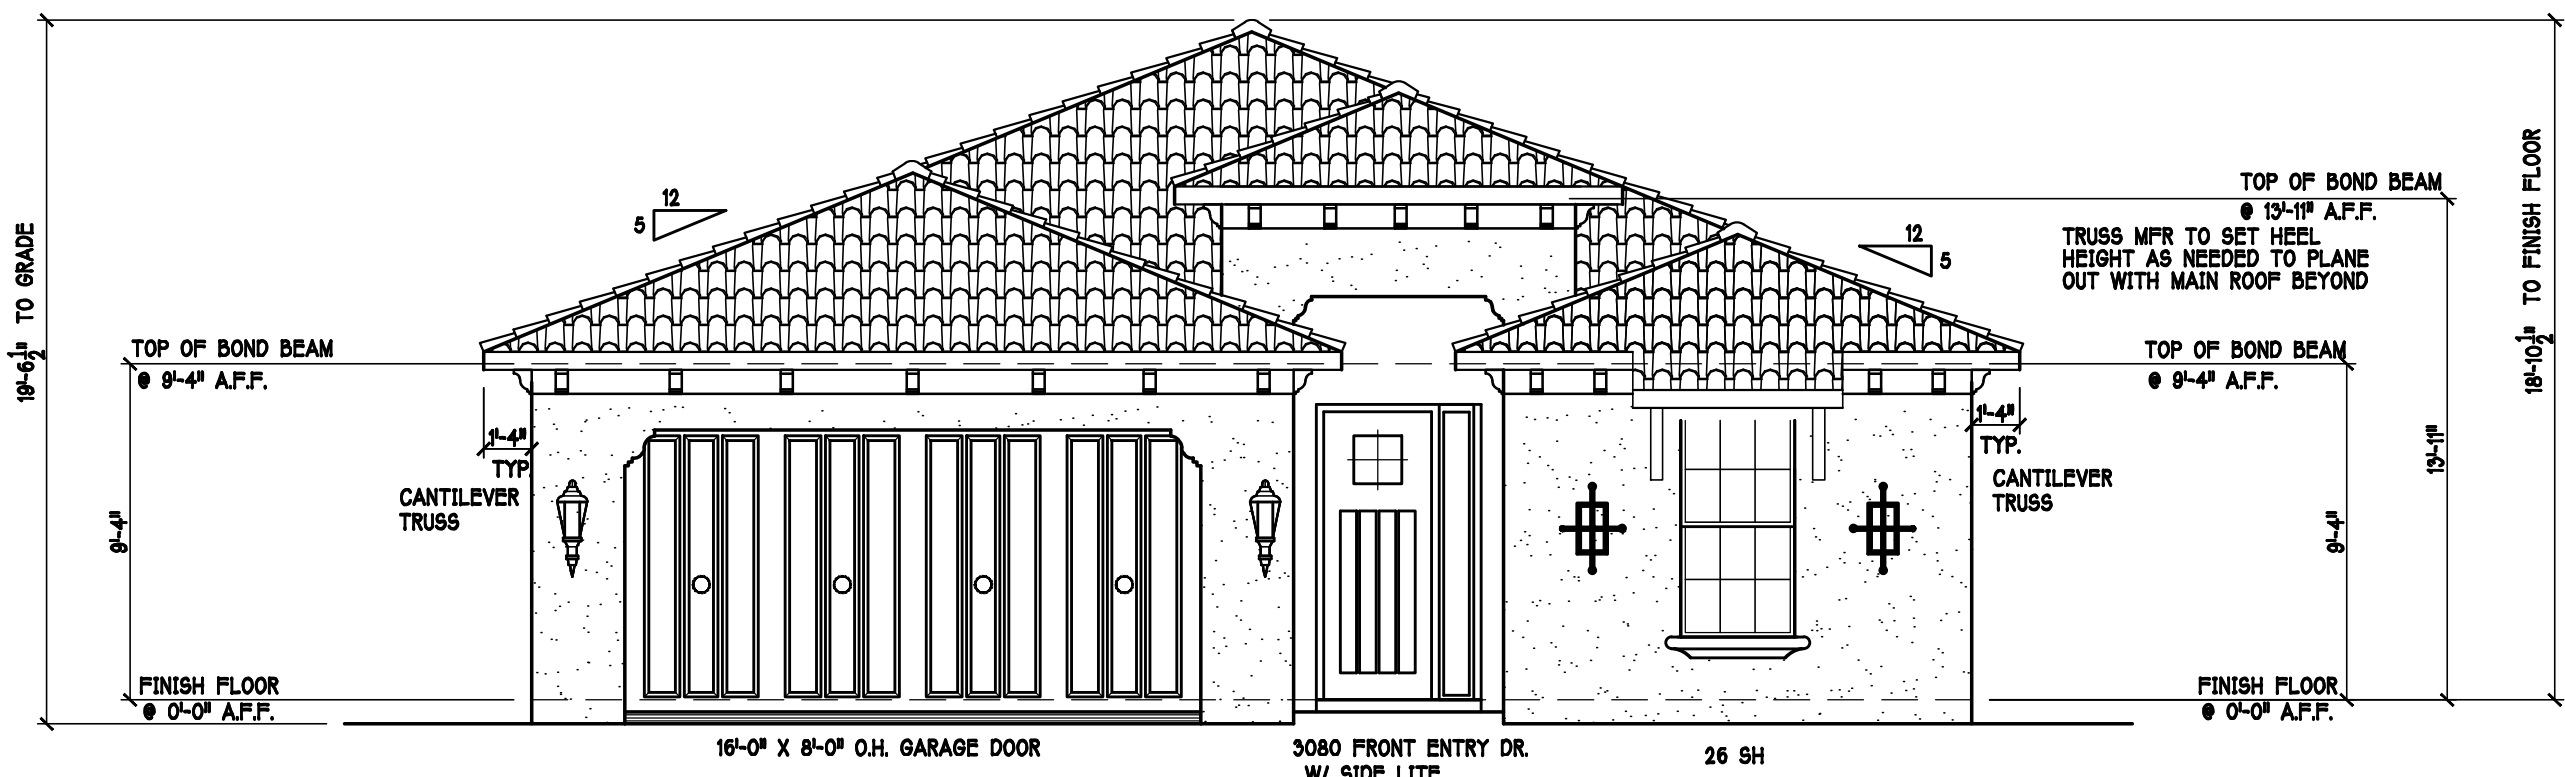 12
5
19'-6 1/2" TO GRADE
TOP OF BOND BEAM
@ 9'-4" A.F.F.
1'-4"
TYP.
CANTILEVER
TRUSS
9'-4"
FINISH FLOOR
@ 0'-0" A.F.F.
16'-0" X 8'-0" O.H. GARAGE DOOR
3080 FRONT ENTRY DR.
W/ SIDE LITE
26 SH
TOP OF BOND BEAM
@ 13'-11" A.F.F.
TRUSS MFR TO SET HEEL
HEIGHT AS NEEDED TO PLANE
OUT WITH MAIN ROOF BEYOND
12
5
TOP OF BOND BEAM
@ 9'-4" A.F.F.
1'-4"
TYP.
CANTILEVER
TRUSS
9'-4"
13'-11"
18'-10 1/2" TO FINISH FLOOR
FINISH FLOOR
@ 0'-0" A.F.F.